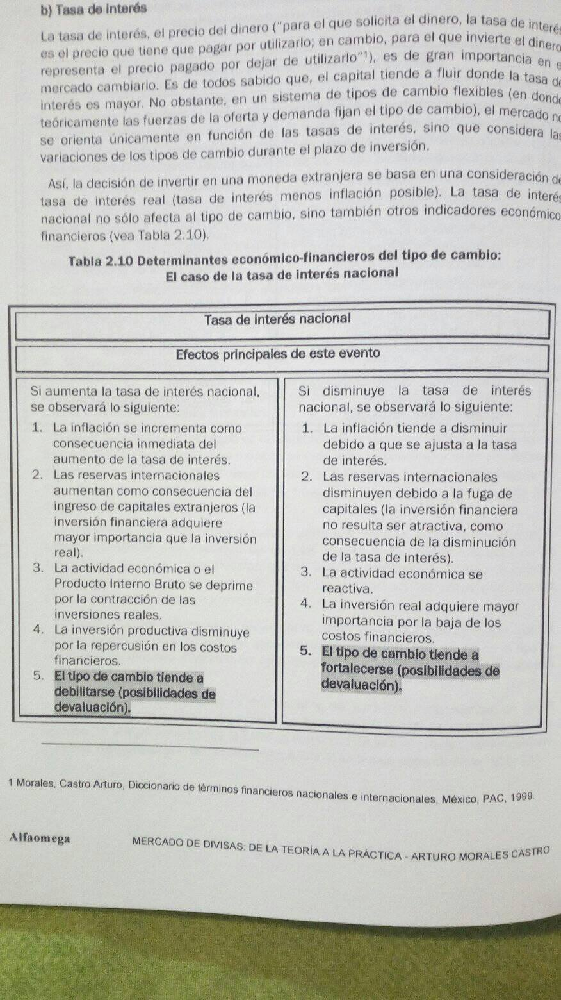 b) Tasa de interés
La tasa de interés, el precio del dinero ("para el que solicita el dinero, la tasa de interés
es el precio que tiene que pagar por utilizarlo; en cambio, para el que invierte el dinero
representa el precio pagado por dejar de utilizarlo"1), es de gran importancia en e
mercado cambiario. Es de todos sabido que, el capital tiende a fluir donde la tasa de
interés es mayor. No obstante, en un sistema de tipos de cambio flexibles (en donde
teóricamente las fuerzas de la oferta y demanda fijan el tipo de cambio), el mercado no
se orienta únicamente en función de las tasas de interés, sino que considera las
variaciones de los tipos de cambio durante el plazo de inversión.
Así, la decisión de invertir en una moneda extranjera se basa en una consideración de
tasa de interés real (tasa de interés menos inflación posible). La tasa de interés
nacional no sólo afecta al tipo de cambio, sino también otros indicadores económico
financieros (vea Tabla 2.10).
Tabla 2.10 Determinantes económico-financieros del tipo de cambio:
El caso de la tasa de interés nacional
Tasa de interés nacional
Efectos principales de este evento
Si aumenta la tasa de interés nacional,
se observará lo siguiente:
1. La inflación se incrementa como
consecuencia inmediata del
aumento de la tasa de interés.
2. Las reservas internacionales
aumentan como consecuencia del
ingreso de capitales extranjeros (la
inversión financiera adquiere
mayor importancia que la inversión
real).
3. La actividad económica o el
Producto Interno Bruto se deprime
por la contracción de las
inversiones reales.
4. La inversión productiva disminuye
por la repercusión en los costos
financieros.
5. El tipo de cambio tiende a
debilitarse (posibilidades de
devaluación).
Si disminuye la tasa de interés
nacional, se observará lo siguiente:
1. La inflación tiende a disminuir
debido a que se ajusta a la tasa
de interés.
2. Las reservas internacionales
disminuyen debido a la fuga de
capitales (la inversión financiera
no resulta ser atractiva, como
consecuencia de la disminución
de la tasa de interés).
3. La actividad económica se
reactiva.
4. La inversión real adquiere mayor
importancia por la baja de los
costos financieros.
5. El tipo de cambio tiende a
fortalecerse (posibilidades de
devaluación).
1 Morales, Castro Arturo, Diccionario de términos financieros nacionales e internacionales, México, PAC, 1999.
Alfaomega
MERCADO DE DIVISAS: DE LA TEORÍA A LA PRÁCTICA - ARTURO MORALES CASTRO